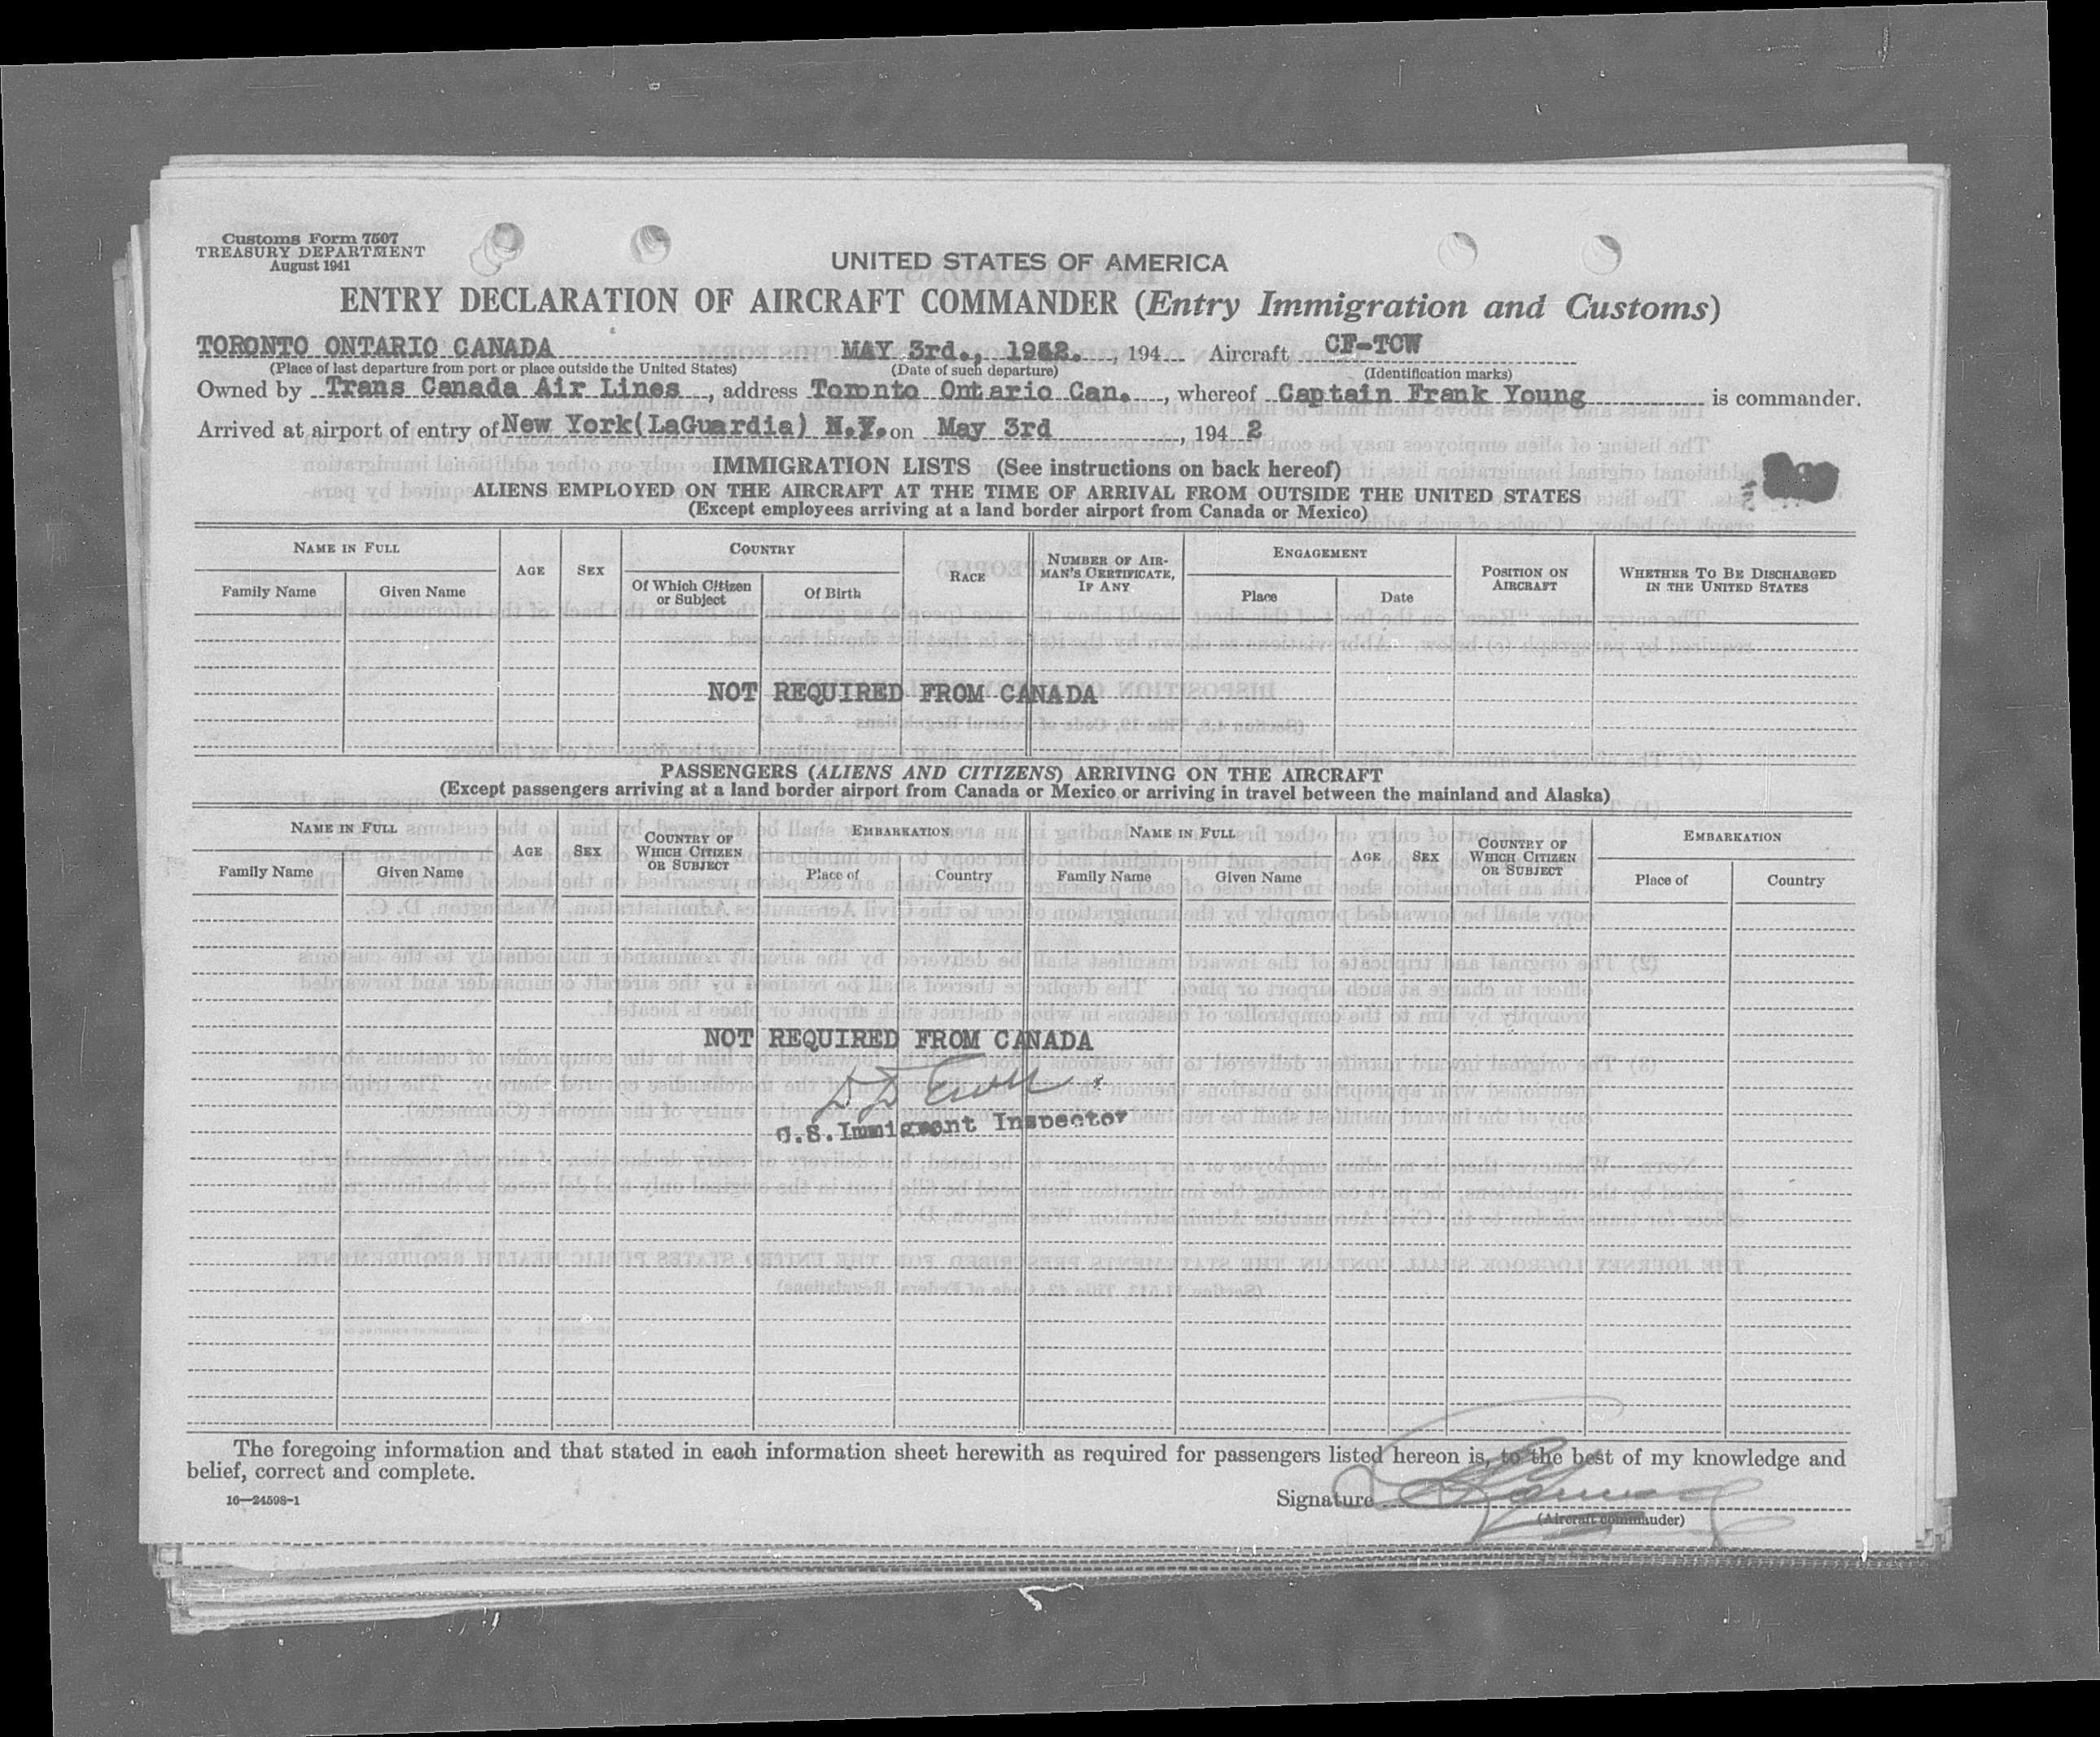 Customs Form 7507
TREASURY DEPARTMENT
August 1941
UNITED STATES OF AMERICA
ENTRY DECLARATION OF AIRCRAFT COMMANDER (Entry Immigration and Customs)
TORONTO ONTARIO CANADA MAY 3rd., 1942. , 194 Aircraft CF-TCW
(Place of last departure from port or place outside the United States) (Date of such departure) (Identification marks)
Owned by Trans Canada Air Lines , address Toronto Ontario Can. , whereof Captain Frank Young is commander.
Arrived at airport of entry of New York(LaGuardia) N.Y. on May 3rd , 194 2
IMMIGRATION LISTS (See instructions on back hereof)
ALIENS EMPLOYED ON THE AIRCRAFT AT THE TIME OF ARRIVAL FROM OUTSIDE THE UNITED STATES
(Except employees arriving at a land border airport from Canada or Mexico)
NAME IN FULL AGE SEX COUNTRY RACE NUMBER OF AIRMAN'S CERTIFICATE, IF ANY ENGAGEMENT POSITION ON AIRCRAFT WHETHER TO BE DISCHARGED IN THE UNITED STATES
Family Name Given Name Of Which Citizen or Subject Of Birth Place Date
NOT REQUIRED FROM CANADA
PASSENGERS (ALIENS AND CITIZENS) ARRIVING ON THE AIRCRAFT
(Except passengers arriving at a land border airport from Canada or Mexico or arriving in travel between the mainland and Alaska)
NAME IN FULL AGE SEX COUNTRY OF WHICH CITIZEN OR SUBJECT EMBARKATION NAME IN FULL AGE SEX COUNTRY OF WHICH CITIZEN OR SUBJECT EMBARKATION
Family Name Given Name Place of Country Family Name Given Name Place of Country
NOT REQUIRED FROM CANADA
U.S. Immigrant Inspector
The foregoing information and that stated in each information sheet herewith as required for passengers listed hereon is, to the best of my knowledge and
belief, correct and complete.
16—24598-1
Signature
(Aircraft commander)